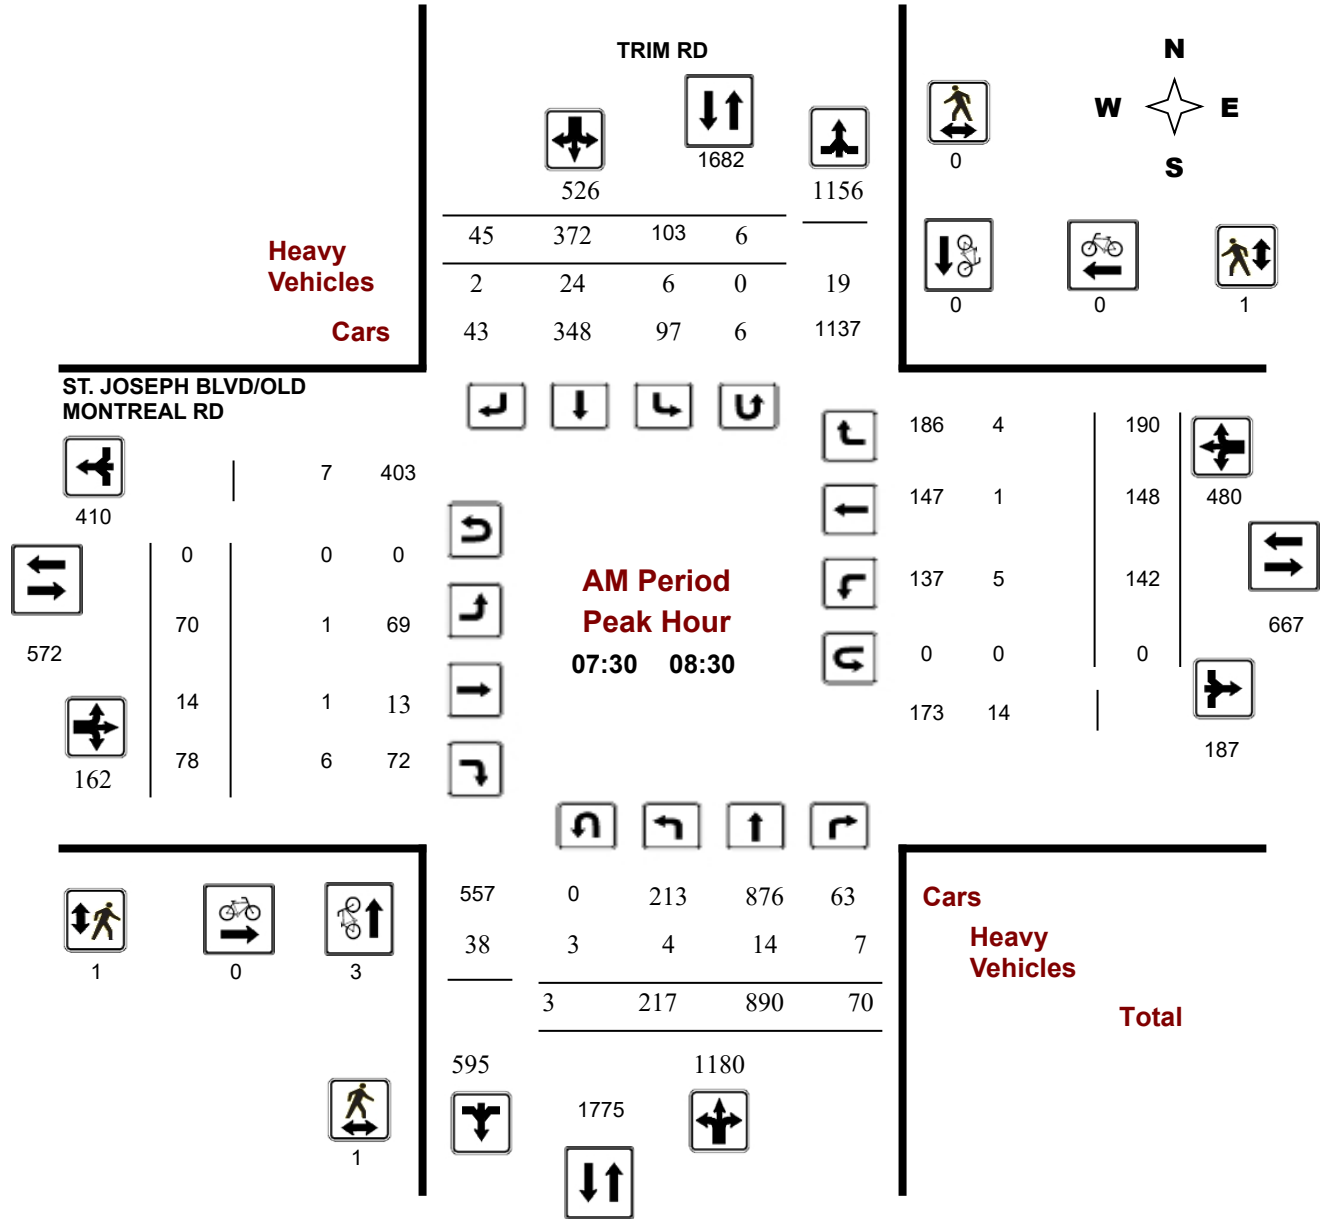 TRIM RD
N
W E
S
1682
0
526
1156
45 372 103 6
Heavy
Vehicles
2 24 6 0 19
Cars
43 348 97 6 1137
0 0 1
ST. JOSEPH BLVD/OLD
MONTREAL RD
186 4 190
7 403
410
147 1 148 480
0 0 0
AM Period
137 5 142
Peak Hour
70 1 69
667
572
07:30 08:30
0 0 0
14 1 13
173 14
187
78 6 72
162
557 0 213 876 63
Cars
38 3 4 14 7
Heavy
Vehicles
1 0 3
3 217 890 70
Total
595 1180
1775
1